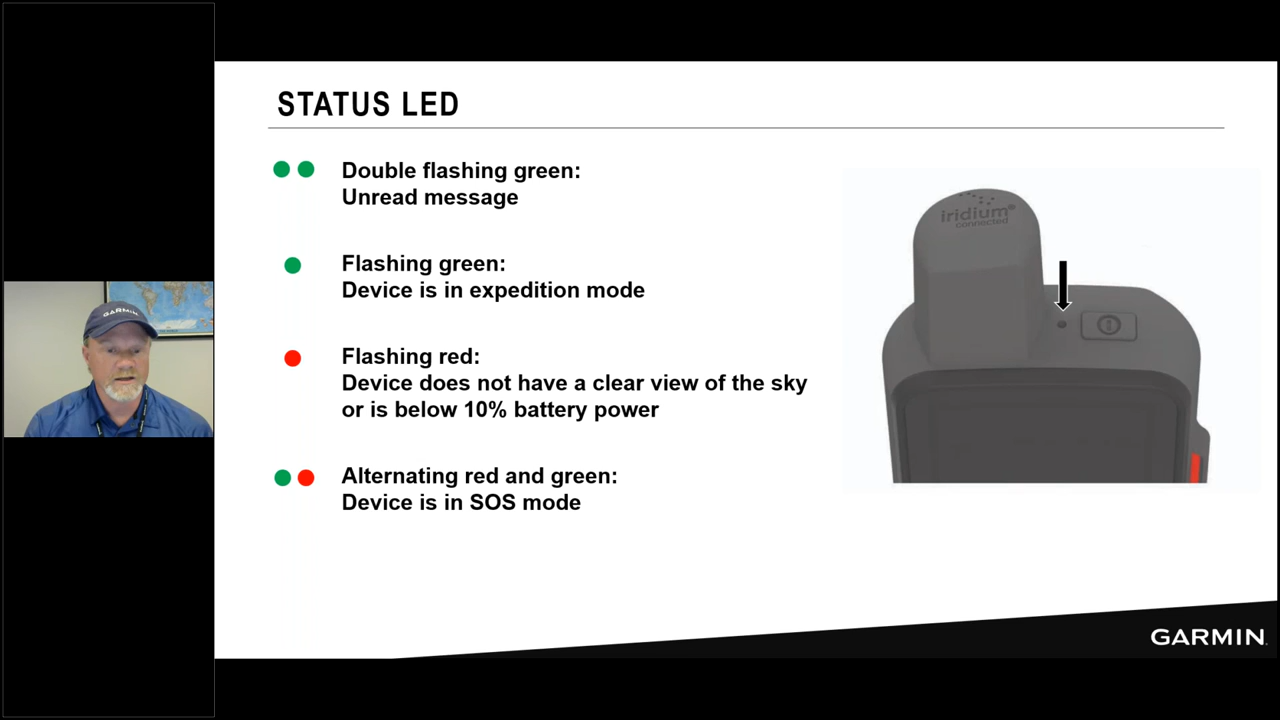 STATUS LED
Double flashing green:
Unread message
Flashing green:
Device is in expedition mode
Flashing red:
Device does not have a clear view of the sky
or is below 10% battery power
Alternating red and green:
Device is in SOS mode
iridium®
connected
GARMIN
GARMIN